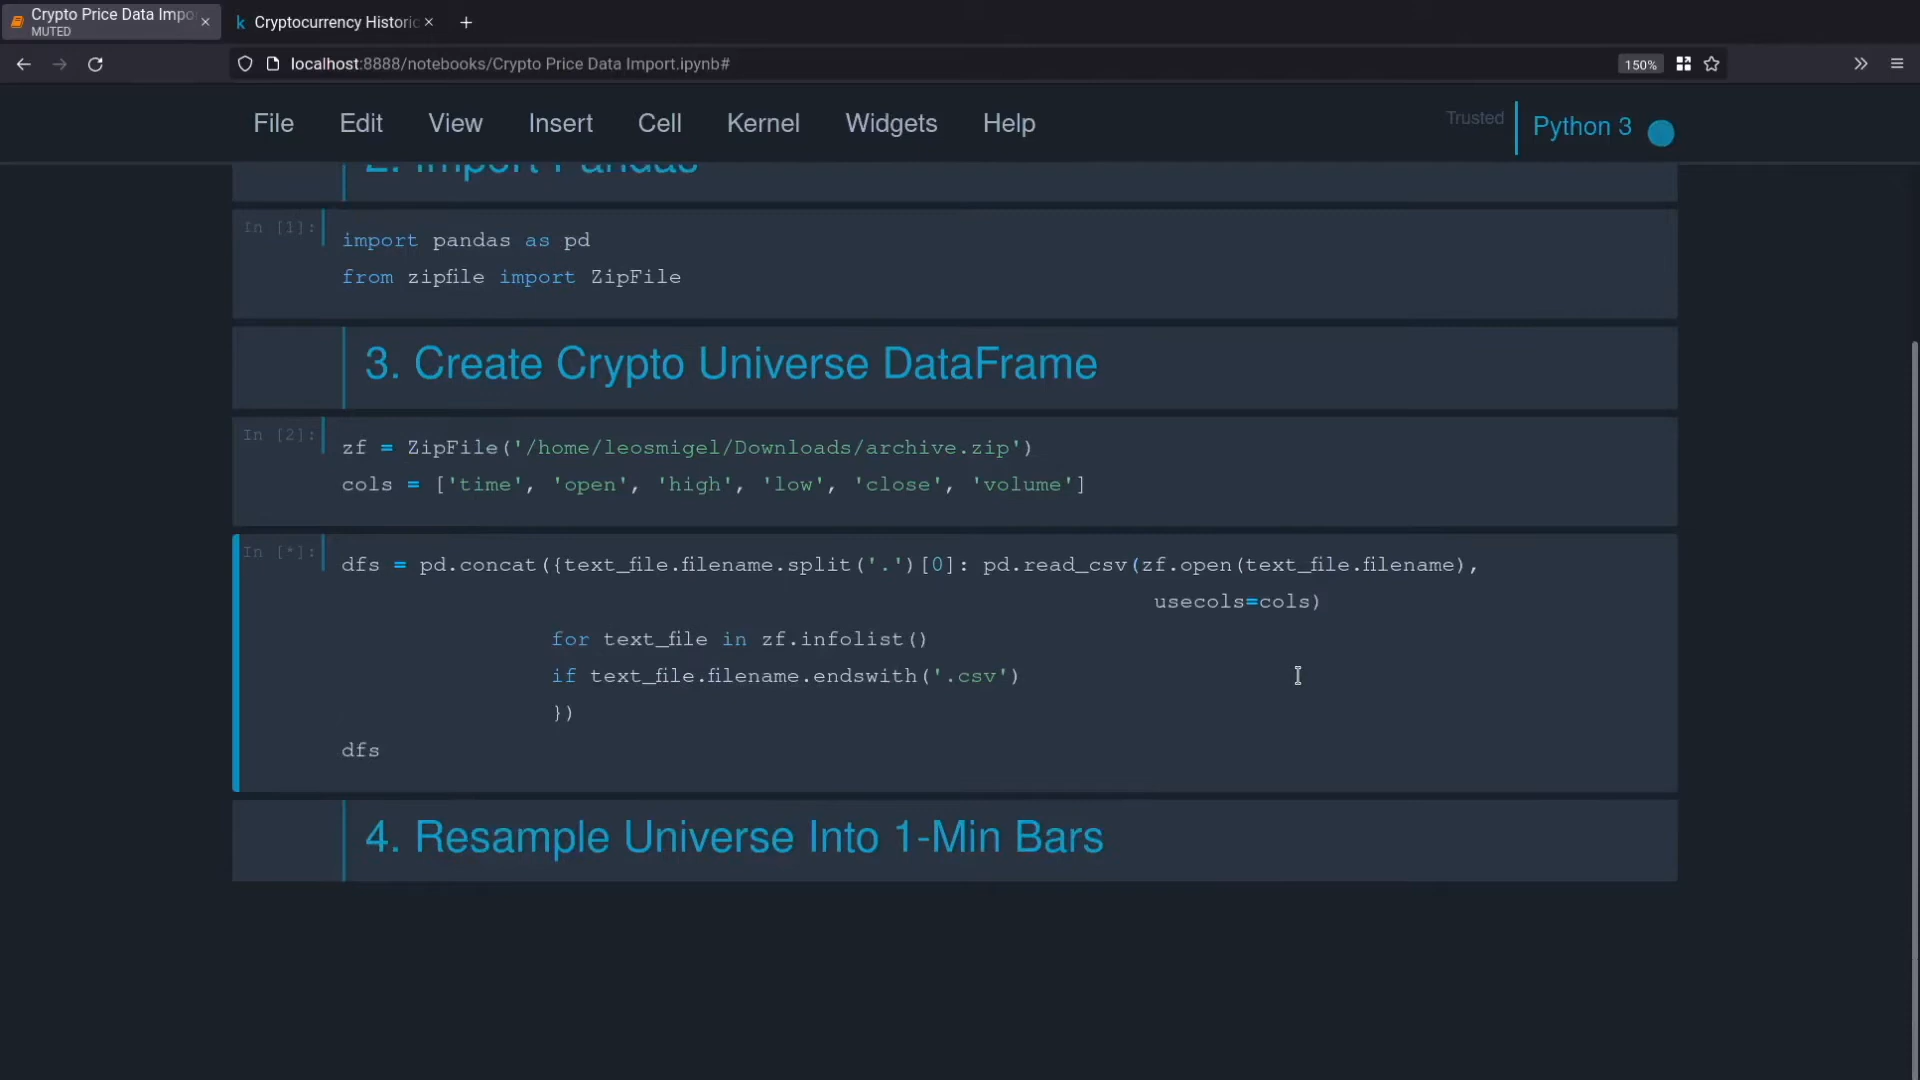 Crypto Price Data Impo
MUTED
Cryptocurrency Historic
localhost:8888/notebooks/Crypto Price Data Import.ipynb#
150%
File Edit View Insert Cell Kernel Widgets Help
Trusted
Python 3
2. Import Pandas
In [1]:
import pandas as pd
from zipfile import ZipFile
3. Create Crypto Universe DataFrame
In [2]:
zf = ZipFile('/home/leosmigel/Downloads/archive.zip')
cols = ['time', 'open', 'high', 'low', 'close', 'volume']
In [*]:
dfs = pd.concat({text_file.filename.split('.')[0]: pd.read_csv(zf.open(text_file.filename),
usecols=cols)
for text_file in zf.infolist()
if text_file.filename.endswith('.csv')
})
dfs
4. Resample Universe Into 1-Min Bars